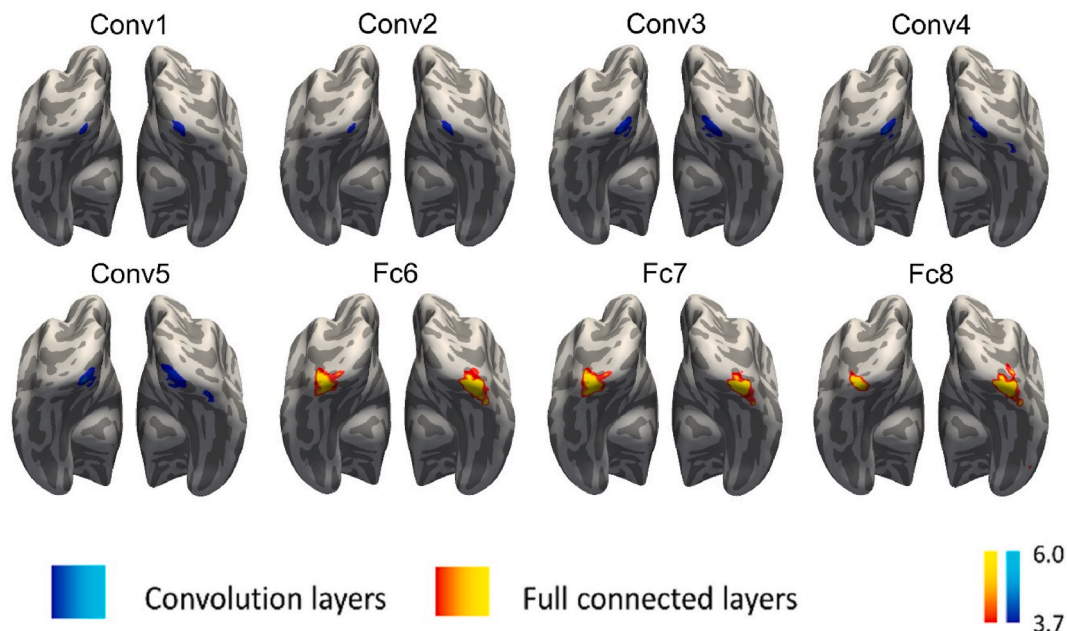 Conv1 Conv2 Conv3 Conv4
Conv5 Fc6 Fc7 Fc8
Convolution layers Full connected layers
6.0
3.7